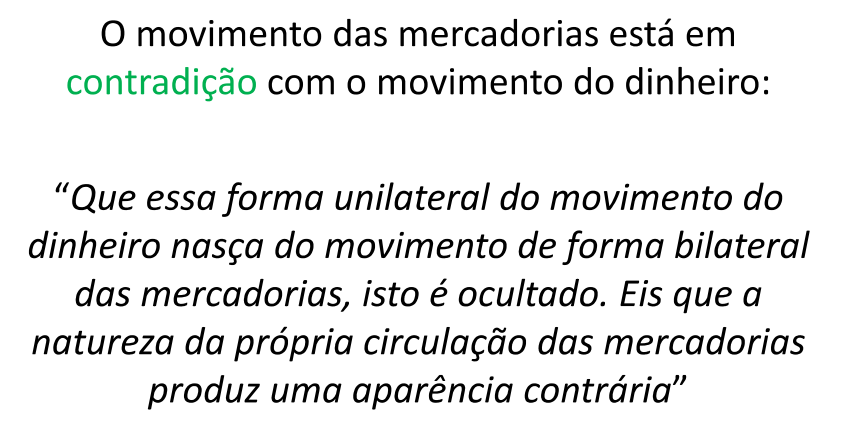 O movimento das mercadorias está em
contradição com o movimento do dinheiro:
“Que essa forma unilateral do movimento do
dinheiro nasça do movimento de forma bilateral
das mercadorias, isto é ocultado. Eis que a
natureza da própria circulação das mercadorias
produz uma aparência contrária”